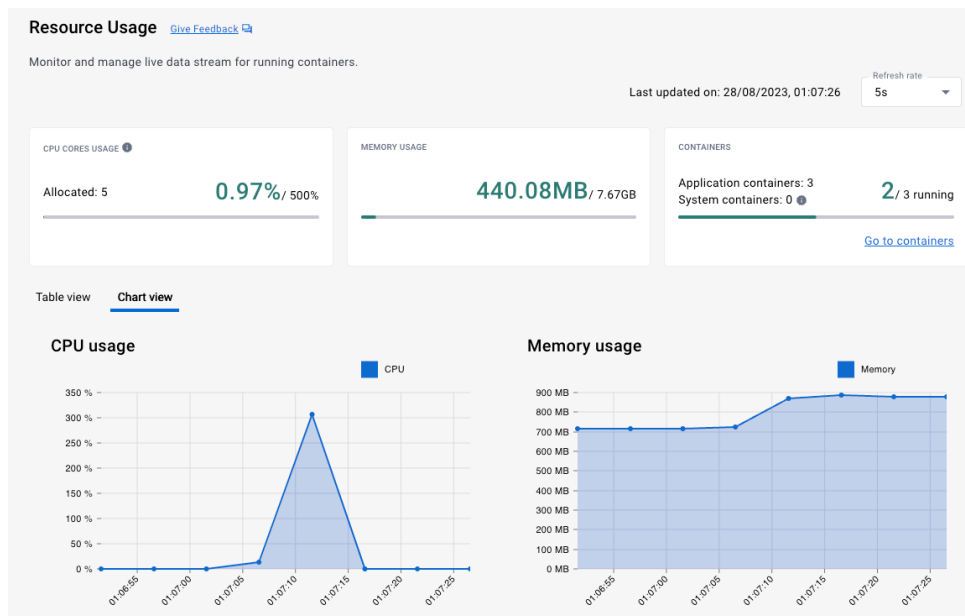 Resource Usage Give Feedback
Monitor and manage live data stream for running containers.
Last updated on: 28/08/2023, 01:07:26
Refresh rate
5s
CPU CORES USAGE
Allocated: 5
0.97% / 500%
MEMORY USAGE
440.08MB / 7.67GB
CONTAINERS
Application containers: 3
System containers: 0
2 / 3 running
Go to containers
Table view Chart view
CPU usage
CPU
350 %
300 %
250 %
200 %
150 %
100 %
50 %
0 %
01:06:55 01:07:00 01:07:05 01:07:10 01:07:15 01:07:20 01:07:25
Memory usage
Memory
900 MB
800 MB
700 MB
600 MB
500 MB
400 MB
300 MB
200 MB
100 MB
0 MB
01:06:55 01:07:00 01:07:05 01:07:10 01:07:15 01:07:20 01:07:25